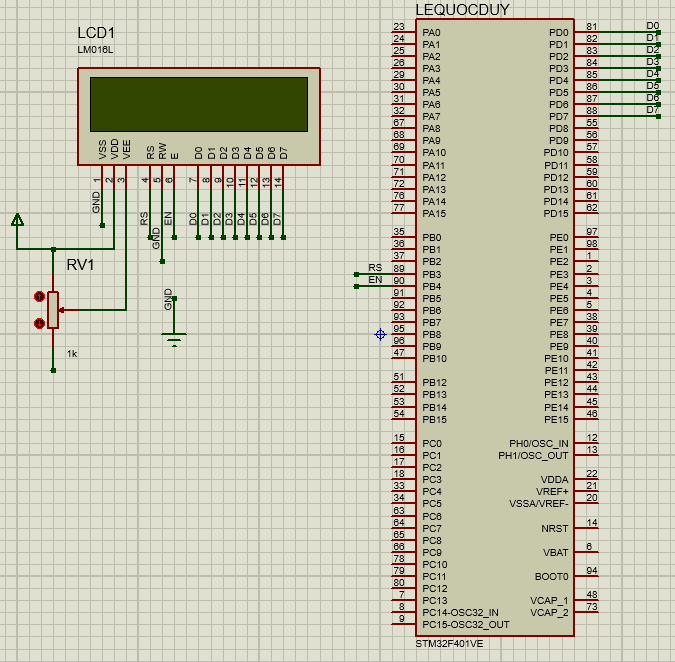 LCD1
LM016L
VSS
VDD
VEE
RS
RW
E
D0
D1
D2
D3
D4
D5
D6
D7
1
2
3
4
5
6
7
8
9
10
11
12
13
14
GND
RS
GND
EN
D0
D1
D2
D3
D4
D5
D6
D7
RV1
1k
GND
LEQUOCDUY
23 PA0 PD0 81 D0
24 PA1 PD1 82 D1
25 PA2 PD2 83 D2
26 PA3 PD3 84 D3
29 PA4 PD4 85 D4
30 PA5 PD5 86 D5
31 PA6 PD6 87 D6
32 PA7 PD7 88 D7
67 PA8 PD8 55
68 PA9 PD9 56
69 PA10 PD10 57
70 PA11 PD11 58
71 PA12 PD12 59
72 PA13 PD13 60
76 PA14 PD14 61
77 PA15 PD15 62
35 PB0 PE0 97
36 PB1 PE1 98
37 PB2 PE2 1
RS 89 PB3 PE3 2
EN 90 PB4 PE4 3
91 PB5 PE5 4
92 PB6 PE6 5
93 PB7 PE7 38
95 PB8 PE8 39
96 PB9 PE9 40
47 PB10 PE10 41
PE11 42
51 PB12 PE12 43
52 PB13 PE13 44
53 PB14 PE14 45
54 PB15 PE15 46
15 PC0 PH0/OSC_IN 12
16 PC1 PH1/OSC_OUT 13
17 PC2
18 PC3 VDDA 22
33 PC4 VREF+ 21
34 PC5 VSSA/VREF- 20
63 PC6
64 PC7 NRST 14
65 PC8
66 PC9 VBAT 6
78 PC10
79 PC11 BOOT0 94
80 PC12
7 PC13 VCAP_1 48
8 PC14-OSC32_IN VCAP_2 73
9 PC15-OSC32_OUT
STM32F401VE